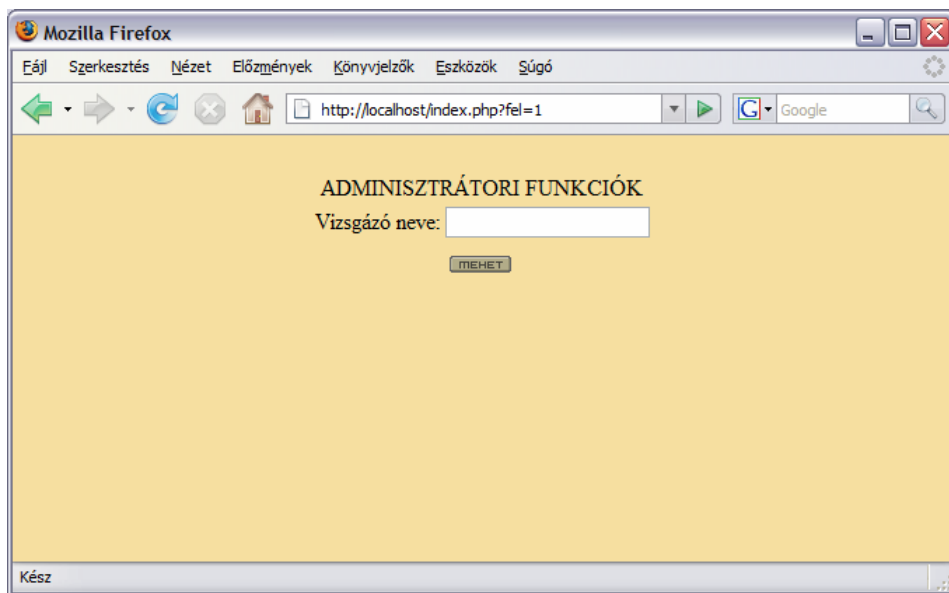 Mozilla Firefox
Fájl Szerkesztés Nézet Előzmények Könyvjelzők Eszközök Súgó
http://localhost/index.php?fel=1 G Google
ADMINISZTRÁTORI FUNKCIÓK
Vizsgázó neve:
MEHET
Kész